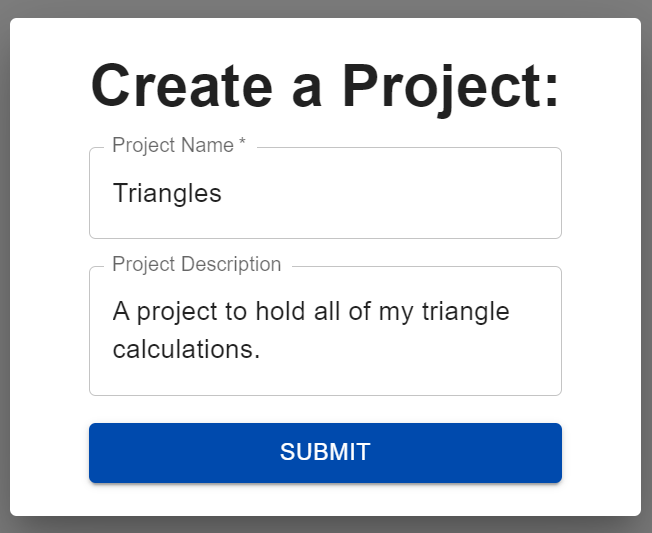 Create a Project:
Project Name *
Triangles
Project Description
A project to hold all of my triangle
calculations.
SUBMIT